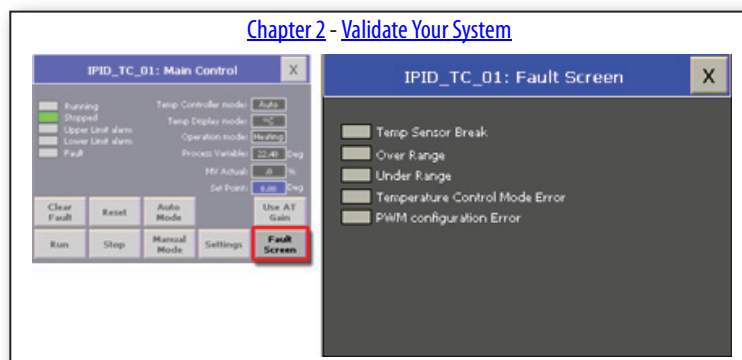 Chapter 2 - Validate Your System
IPID_TC_01: Main Control
X
Running
Stopped
Upper Limit alarm
Lower Limit alarm
Fault
Temp Controller mode: Auto
Temp Display mode: °C
Operation mode: Heating
Process Variable: 22.40 Deg
MV Actual: .0 %
Set Point: 0.00 Deg
Clear Fault
Reset
Auto Mode
Use AT Gain
Run
Stop
Manual Mode
Settings
Fault Screen
IPID_TC_01: Fault Screen
X
Temp Sensor Break
Over Range
Under Range
Temperature Control Mode Error
PWM configuration Error